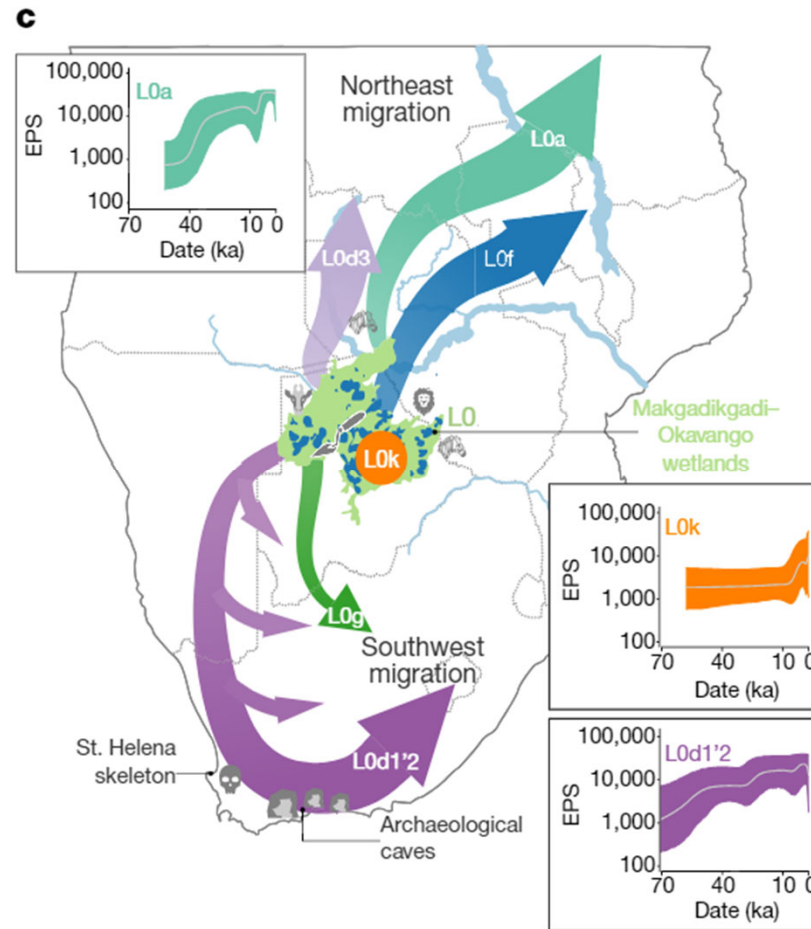 c
100,000
10,000
1,000
100
EPS
L0a
70
40
10
0
Date (ka)
Northeast
migration
L0a
L0d3
L0f
L0
Makgadikgadi–
Okavango
wetlands
L0k
L0g
Southwest
migration
L0d1'2
St. Helena
skeleton
Archaeological
caves
100,000
10,000
1,000
100
EPS
L0k
70
40
10
0
Date (ka)
100,000
10,000
1,000
100
EPS
L0d1'2
70
40
10
0
Date (ka)